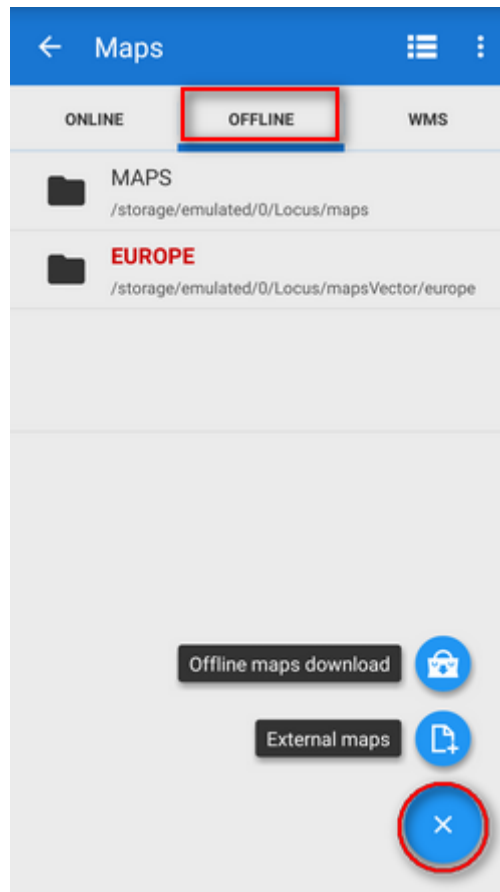 Maps
ONLINE OFFLINE WMS
MAPS
/storage/emulated/0/Locus/maps
EUROPE
/storage/emulated/0/Locus/mapsVector/europe
Offline maps download
External maps